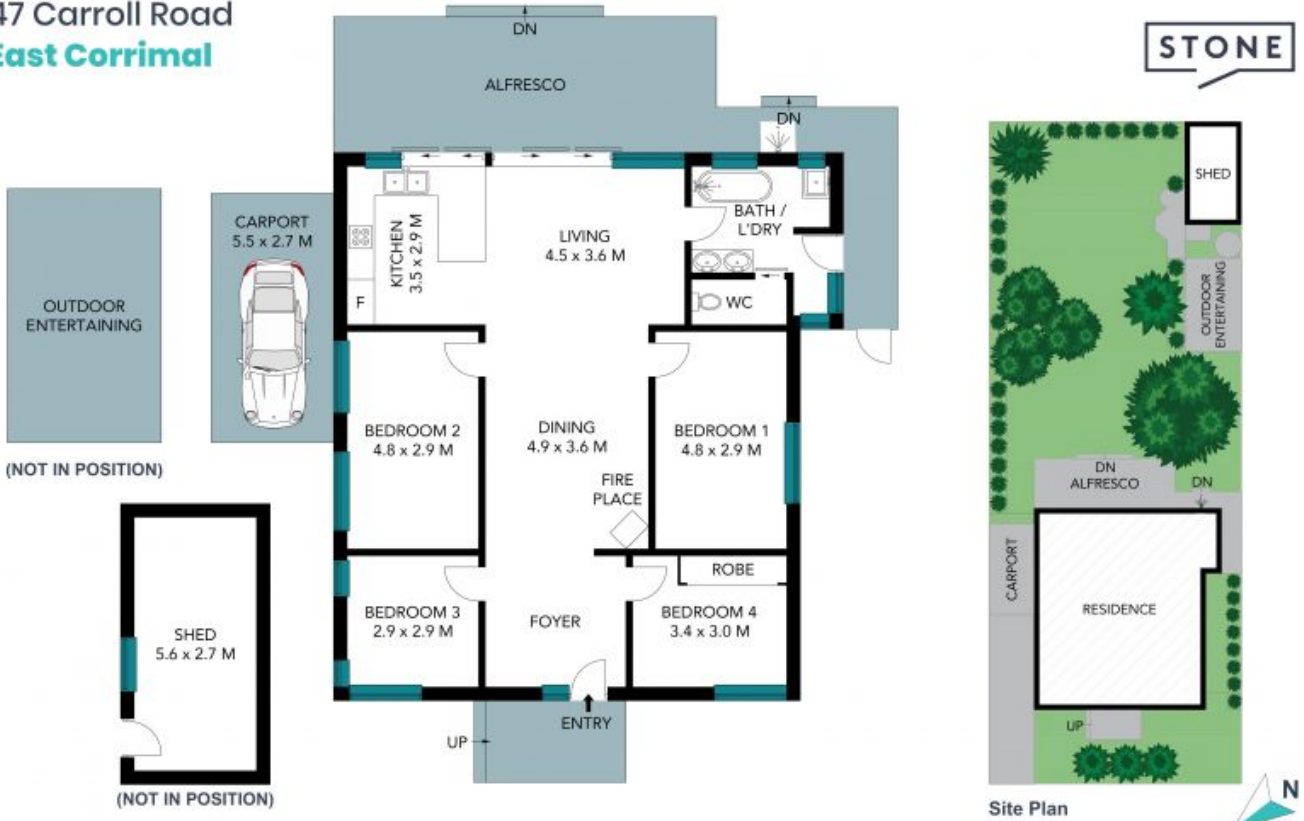 47 Carroll Road
East Corrimal
STONE
DN
ALFRESCO
DN
CARPORT
5.5 x 2.7 M
OUTDOOR
ENTERTAINING
(NOT IN POSITION)
KITCHEN
3.5 x 2.9 M
F
LIVING
4.5 x 3.6 M
BATH /
L'DRY
WC
BEDROOM 2
4.8 x 2.9 M
DINING
4.9 x 3.6 M
BEDROOM 1
4.8 x 2.9 M
FIRE
PLACE
ROBE
BEDROOM 3
2.9 x 2.9 M
FOYER
BEDROOM 4
3.4 x 3.0 M
SHED
5.6 x 2.7 M
(NOT IN POSITION)
ENTRY
UP
SHED
OUTDOOR
ENTERTAINING
DN
ALFRESCO
DN
CARPORT
RESIDENCE
UP
Site Plan
N